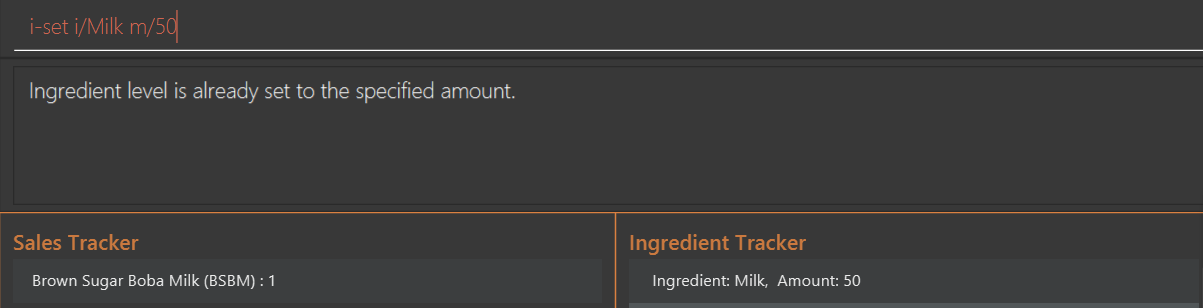 i-set i/Milk m/50
Ingredient level is already set to the specified amount.
Sales Tracker
Brown Sugar Boba Milk (BSBM) : 1
Ingredient Tracker
Ingredient: Milk,  Amount: 50